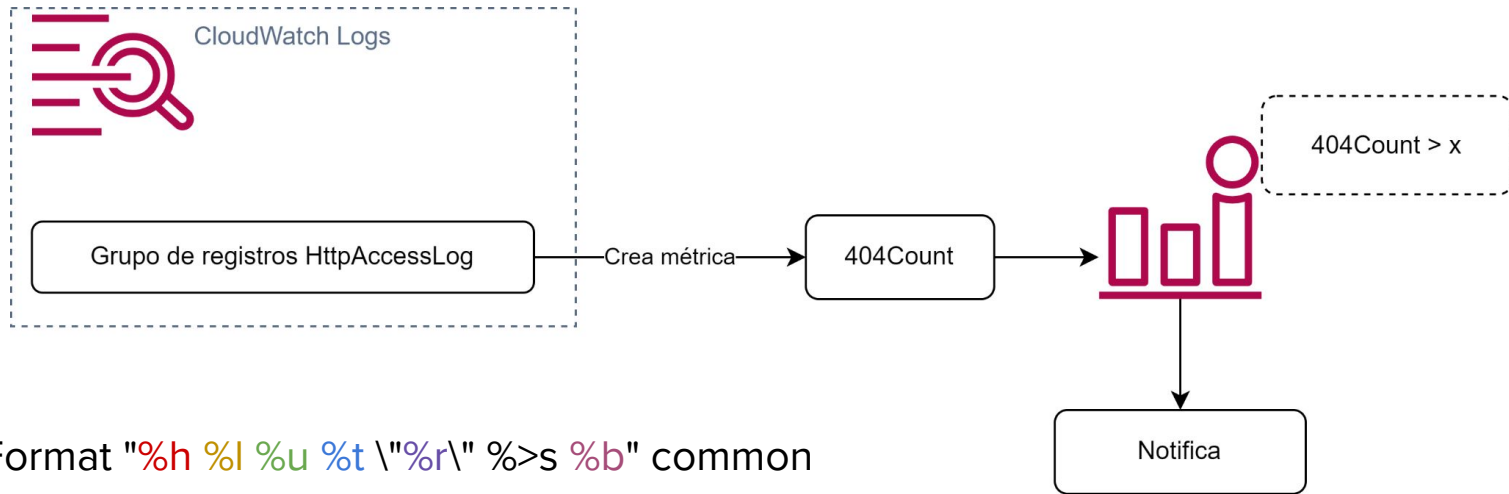 CloudWatch Logs
404Count > x
Grupo de registros HttpAccessLog
Crea métrica
404Count
Notifica
Format "%h %l %u %t \"%r\" %>s %b" common